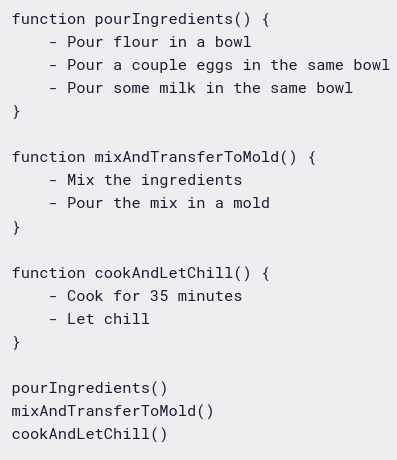 function pourIngredients() {
    - Pour flour in a bowl
    - Pour a couple eggs in the same bowl
    - Pour some milk in the same bowl
}

function mixAndTransferToMold() {
    - Mix the ingredients
    - Pour the mix in a mold
}

function cookAndLetChill() {
    - Cook for 35 minutes
    - Let chill
}

pourIngredients()
mixAndTransferToMold()
cookAndLetChill()